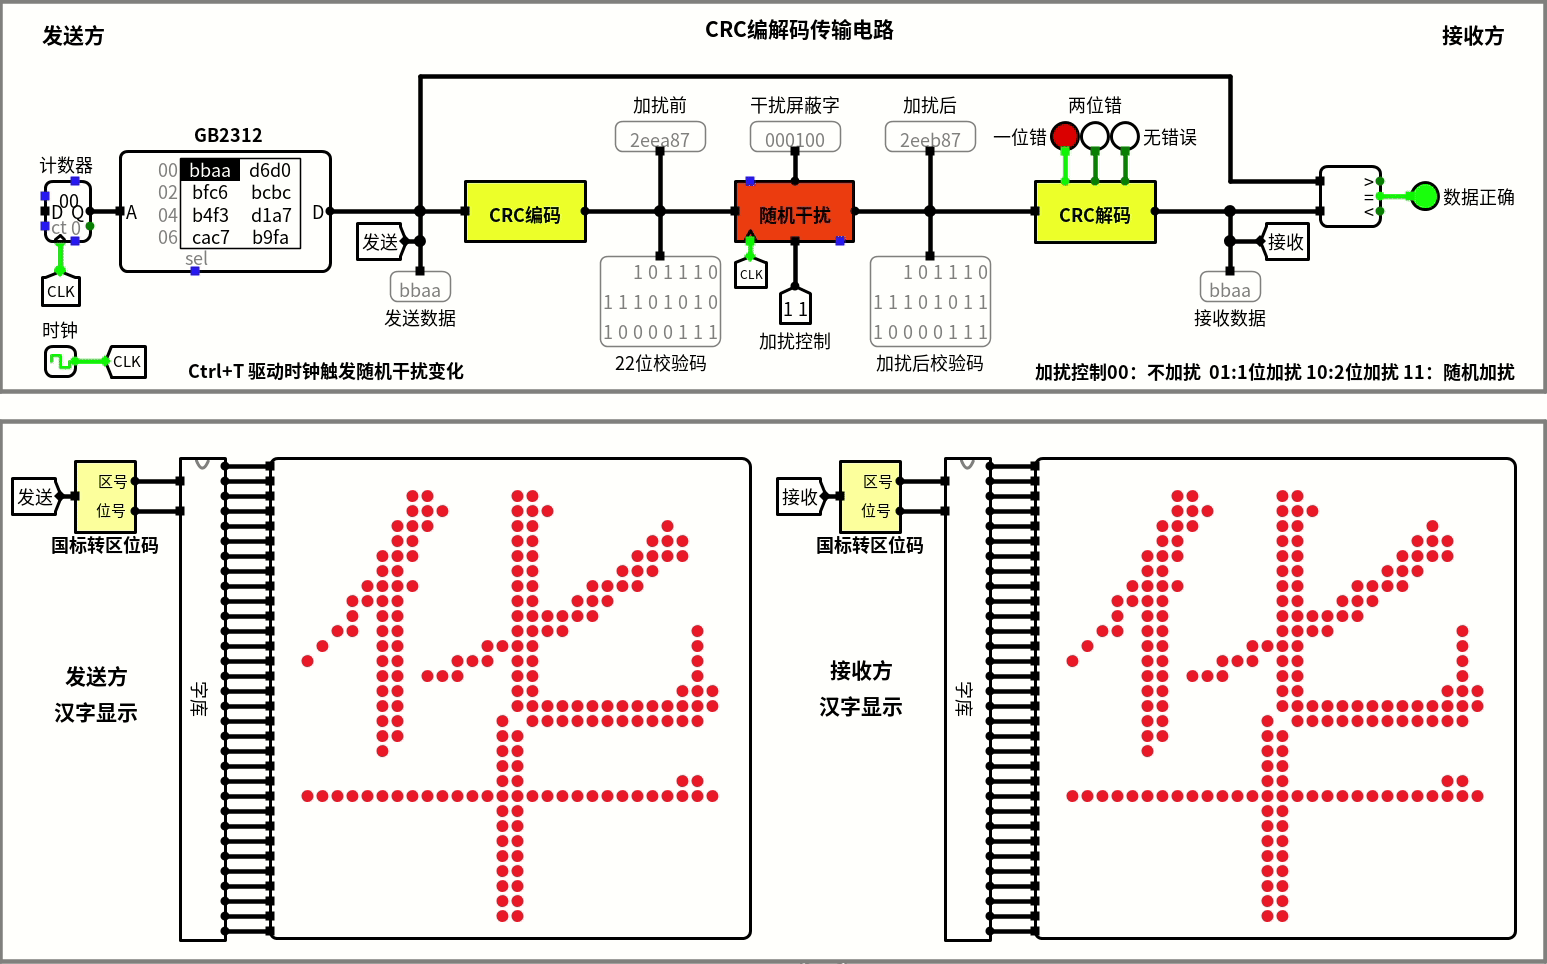 CRC编解码传输电路
发送方
接收方
加扰前
干扰屏蔽字
加扰后
两位错
2eea87
000100
2eeb87
一位错
无错误
GB2312
计数器
00
D Q
ct 0
A
00 bbaa d6d0
02 bfc6 bcbc
04 b4f3 d1a7
06 cac7 b9fa
D
sel
CRC编码
随机干扰
CRC解码
>
=
<
数据正确
发送
接收
CLK
bbaa
发送数据
101110
11101010
10000111
22位校验码
CLK
11
加扰控制
101110
11101011
10000111
加扰后校验码
bbaa
接收数据
时钟
CLK
Ctrl+T 驱动时钟触发随机干扰变化
加扰控制00：不加扰 01:1位加扰 10:2位加扰 11：随机加扰
发送
区号
位号
国标转区位码
字库
发送方
汉字显示
华
接收
区号
位号
国标转区位码
字库
接收方
汉字显示
华